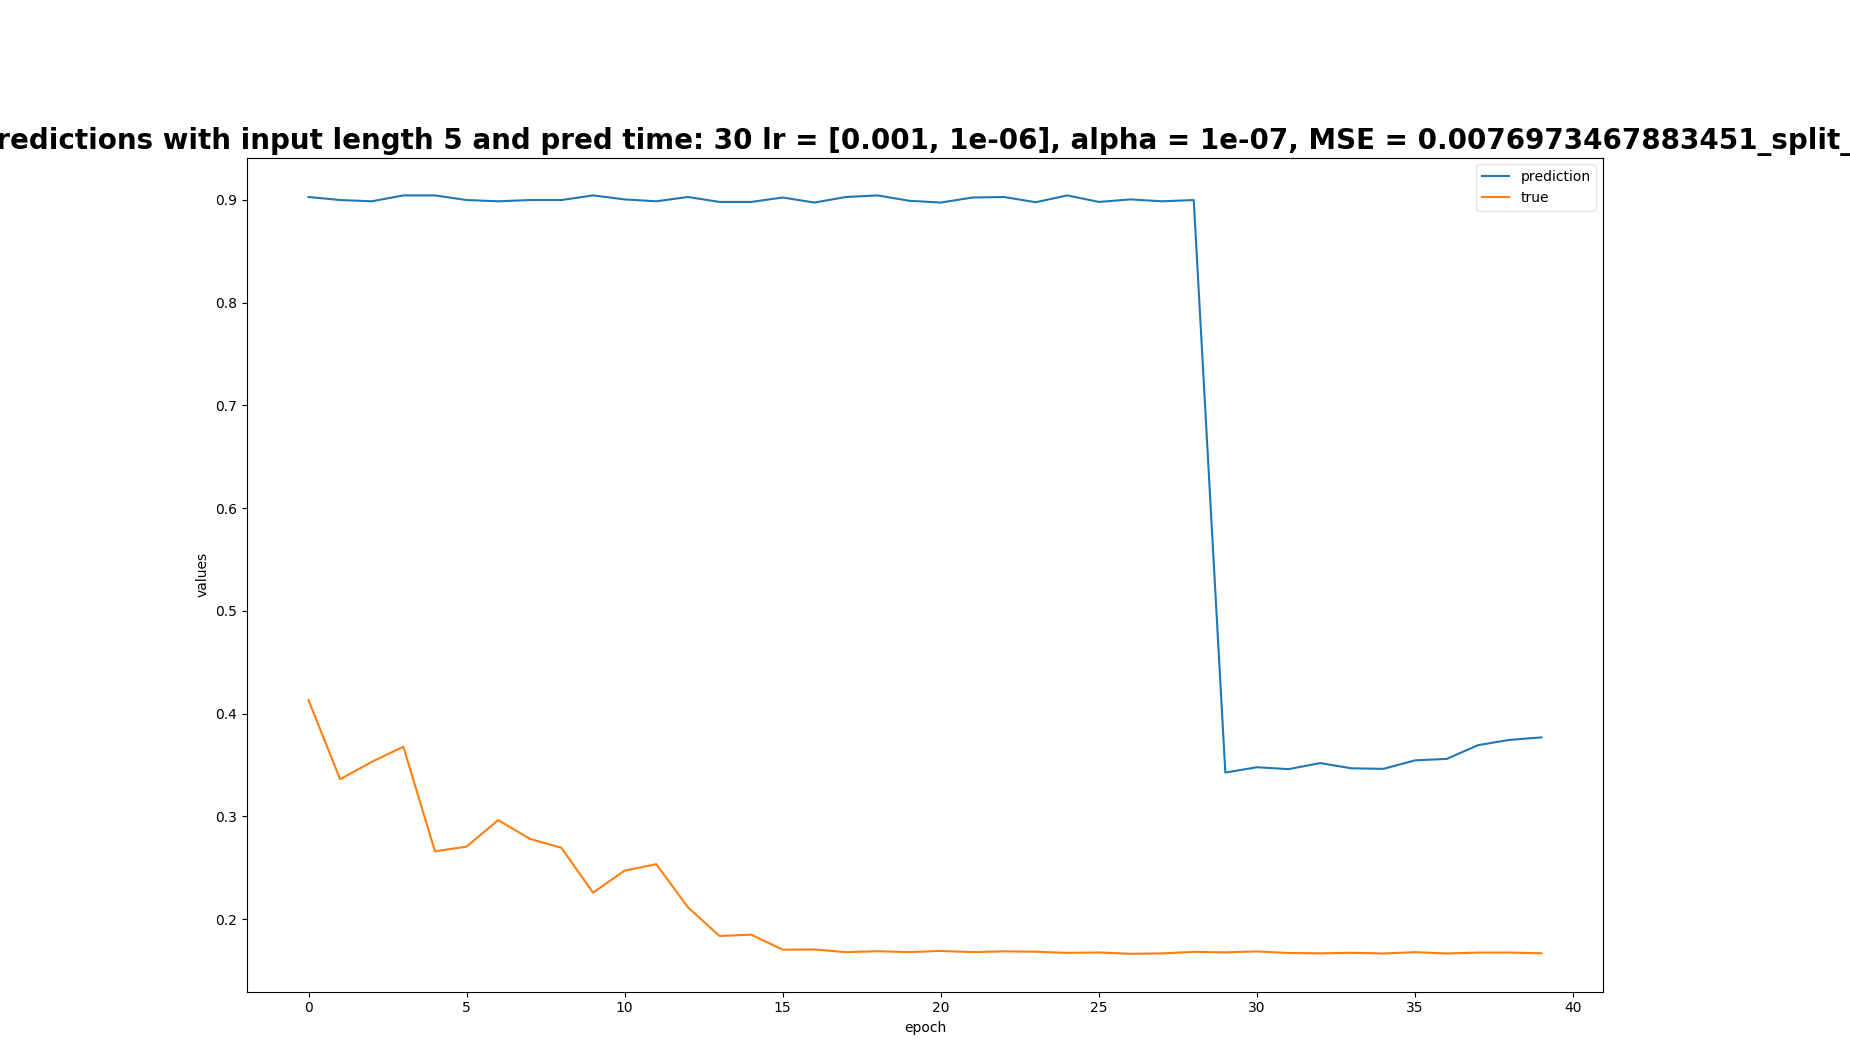 redictions with input length 5 and pred time: 30 lr = [0.001, 1e-06], alpha = 1e-07, MSE = 0.0076973467883451_split_
prediction
true
0.9
0.8
0.7
0.6
0.5
0.4
0.3
0.2
values
0 5 10 15 20 25 30 35 40
epoch